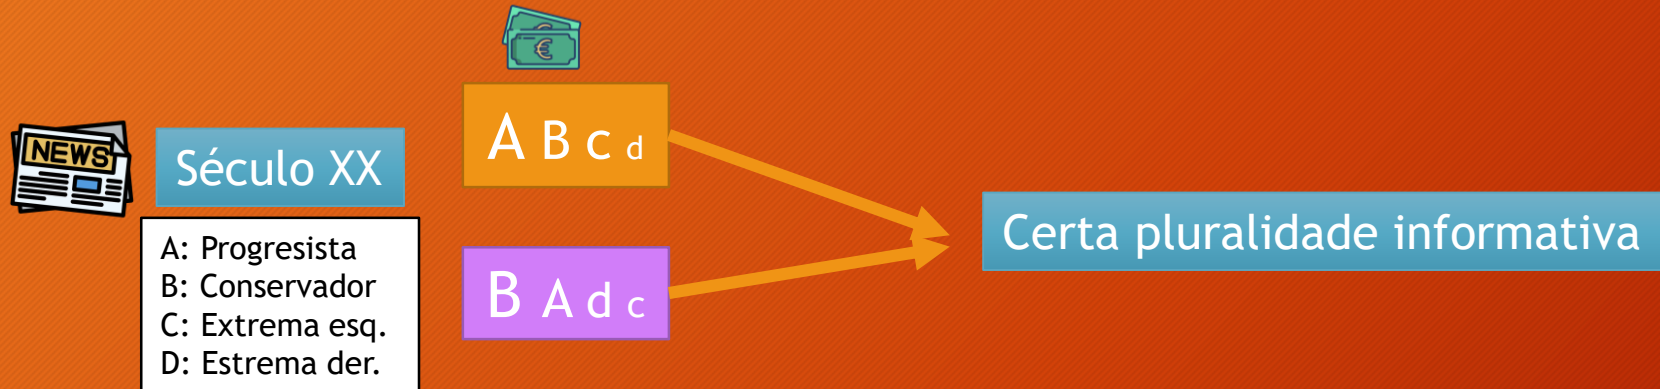 NEWS
Século XX
A: Progresista
B: Conservador
C: Extrema esq.
D: Estrema der.
€
A B c d
B A d c
Certa pluralidade informativa